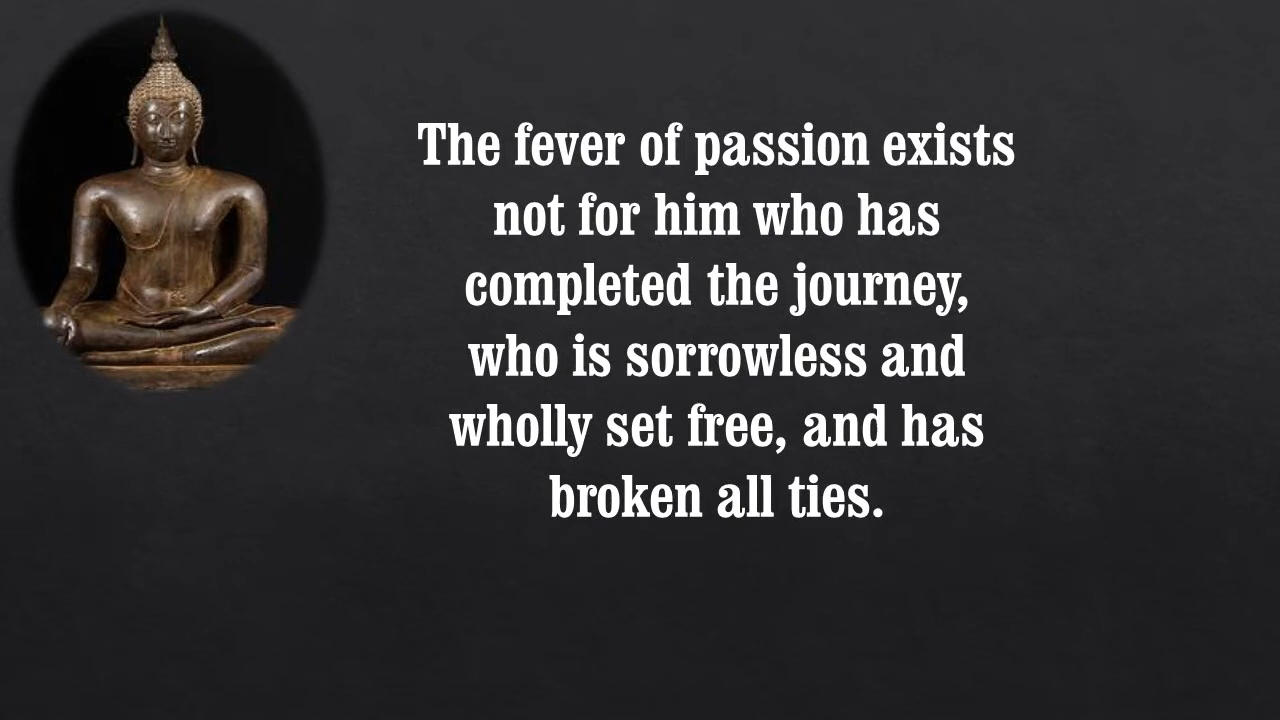 The fever of passion exists
not for him who has
completed the journey,
who is sorrowless and
wholly set free, and has
broken all ties.